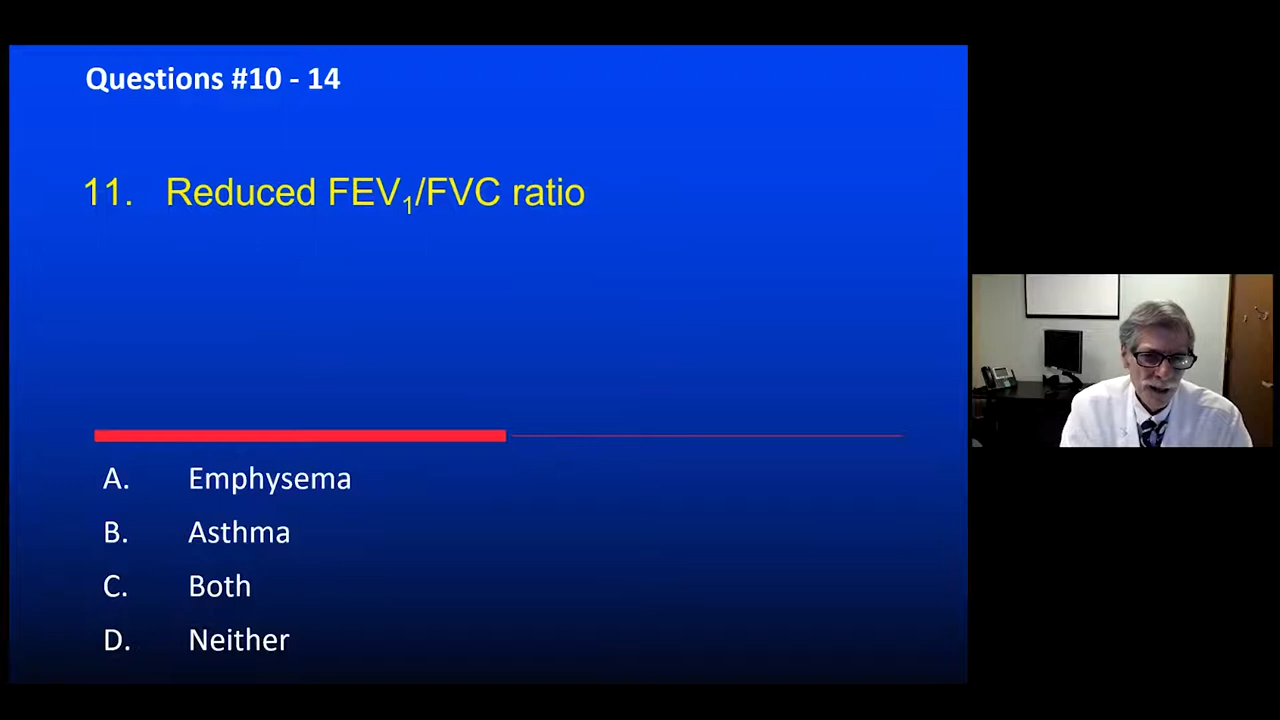 Questions #10 - 14
11. Reduced FEV₁/FVC ratio
A. Emphysema
B. Asthma
C. Both
D. Neither